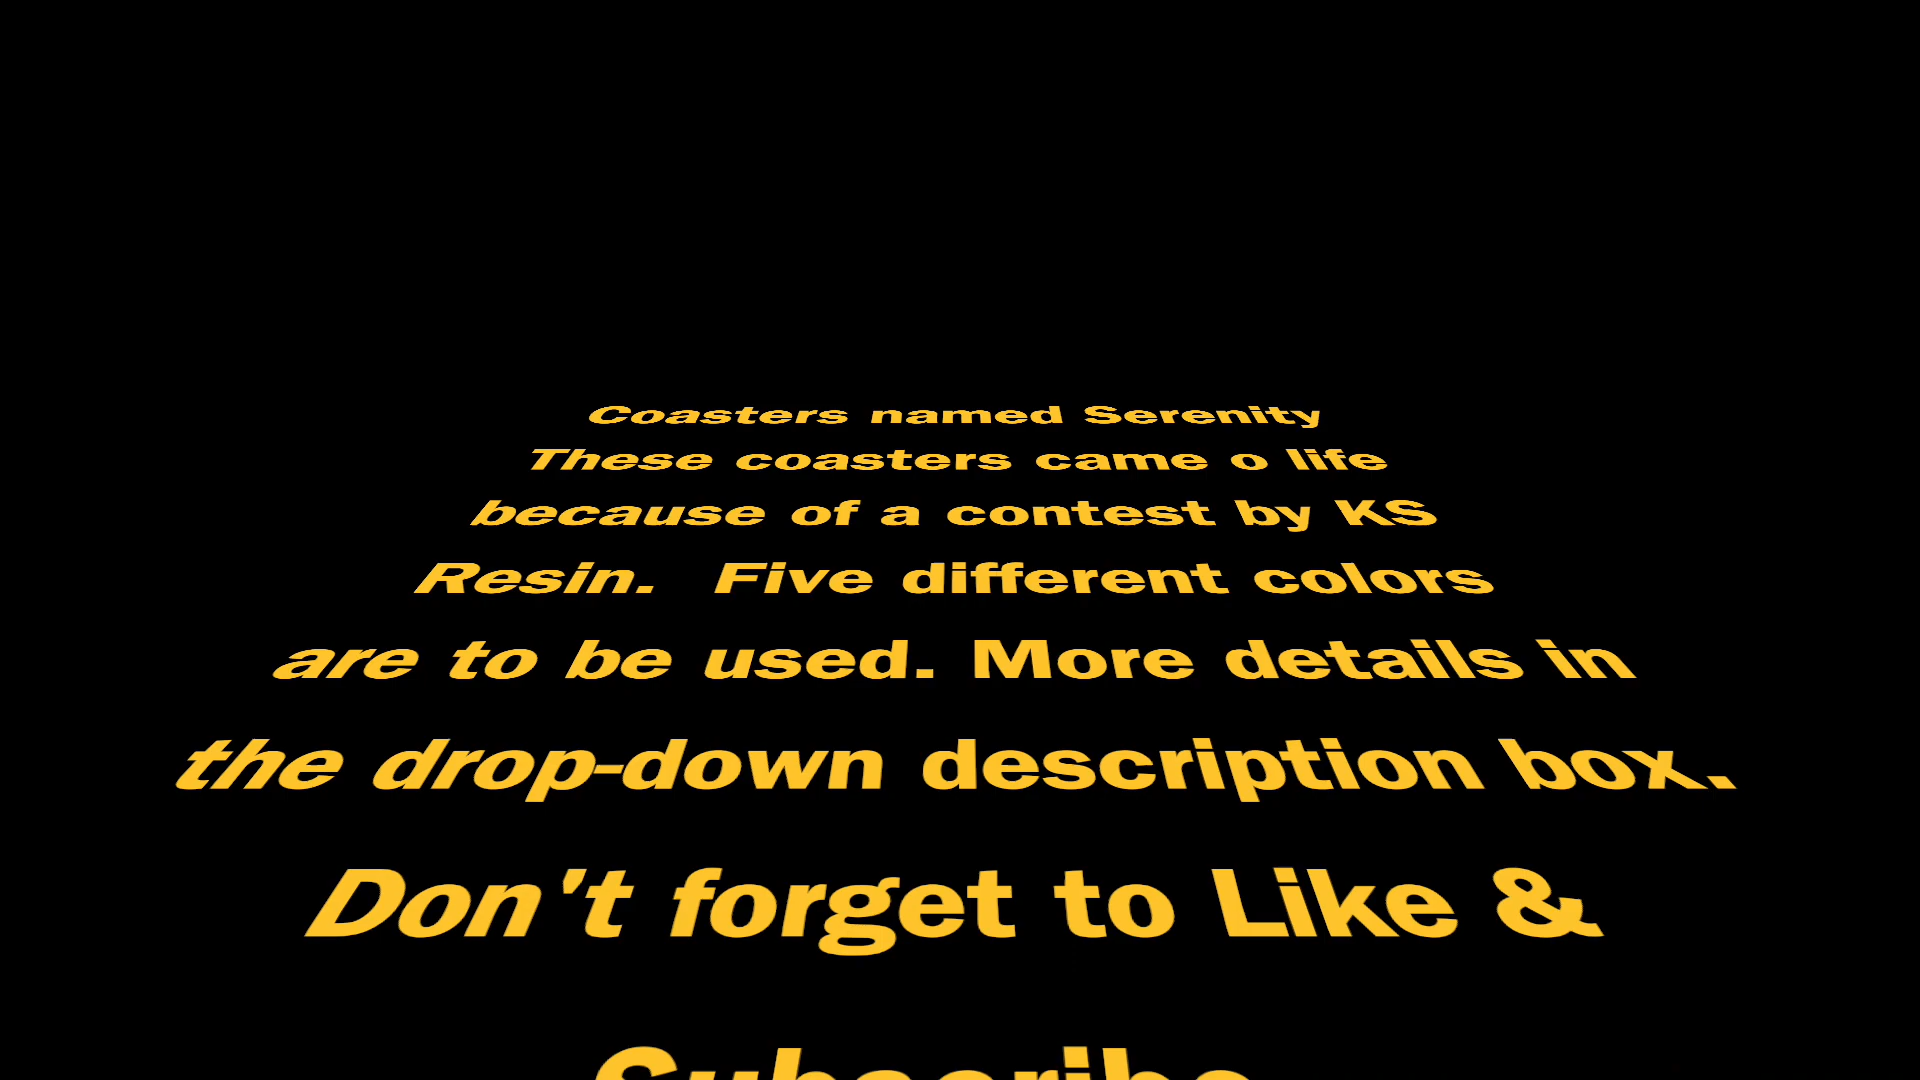 Coasters named Serenity
These coasters came o life
because of a contest by KS
Resin.  Five different colors
are to be used. More details in
the drop-down description box.
Don't forget to Like &
Subscribe